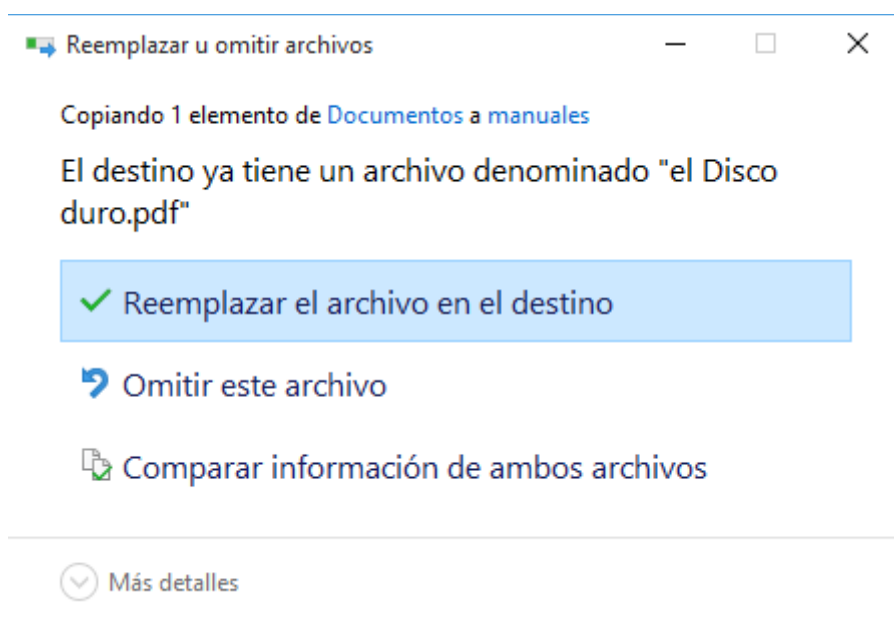 Reemplazar u omitir archivos
Copiando 1 elemento de Documentos a manuales
El destino ya tiene un archivo denominado "el Disco
duro.pdf"
Reemplazar el archivo en el destino
Omitir este archivo
Comparar información de ambos archivos
Más detalles